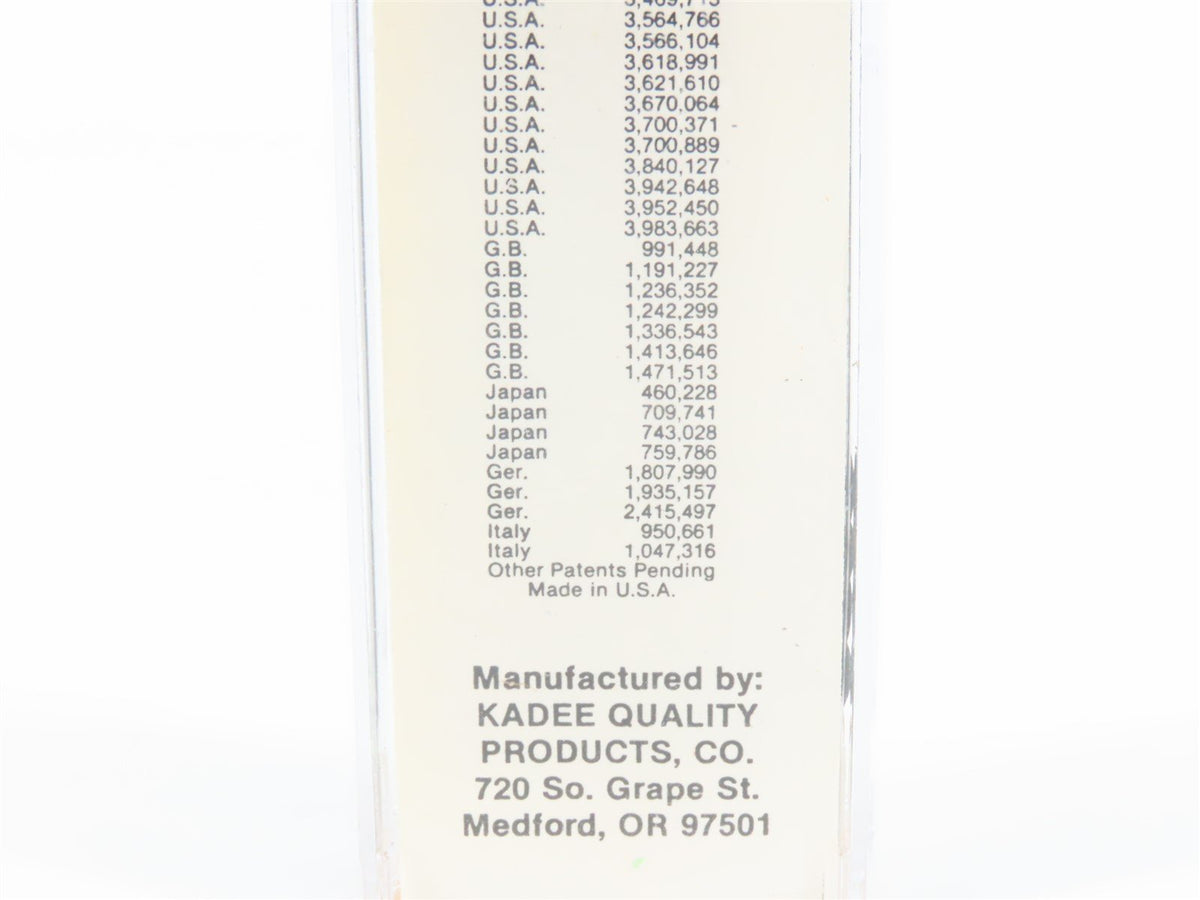 U.S.A. 3,469,713
U.S.A. 3,564,766
U.S.A. 3,566,104
U.S.A. 3,618,991
U.S.A. 3,621,610
U.S.A. 3,670,064
U.S.A. 3,700,371
U.S.A. 3,700,889
U.S.A. 3,840,127
U.S.A. 3,942,648
U.S.A. 3,952,450
U.S.A. 3,983,663
G.B. 991,448
G.B. 1,191,227
G.B. 1,236,352
G.B. 1,242,299
G.B. 1,336,543
G.B. 1,413,646
G.B. 1,471,513
Japan 460,228
Japan 709,741
Japan 743,028
Japan 759,786
Ger. 1,807,990
Ger. 1,935,157
Ger. 2,415,497
Italy 950,661
Italy 1,047,316
Other Patents Pending
Made in U.S.A.
Manufactured by:
KADEE QUALITY
PRODUCTS, CO.
720 So. Grape St.
Medford, OR 97501